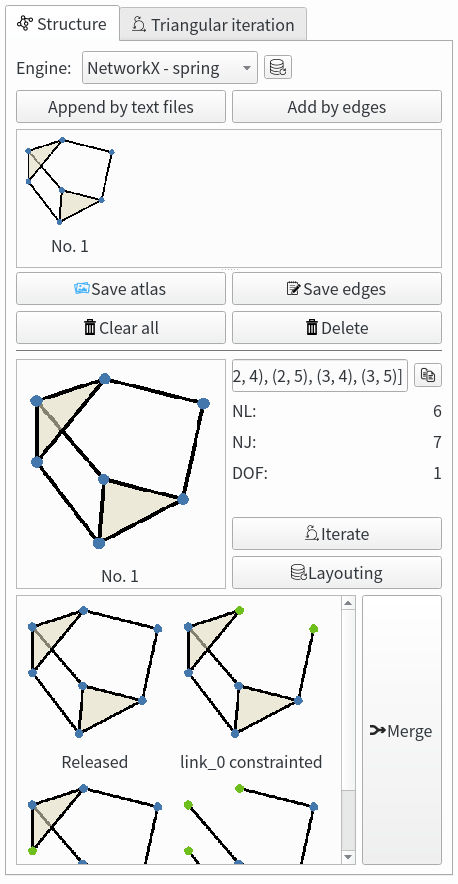 Structure
Triangular iteration
Engine: NetworkX - spring
Append by text files
Add by edges
No. 1
Save atlas
Save edges
Clear all
Delete
2, 4), (2, 5), (3, 4), (3, 5)]
NL: 6
NJ: 7
DOF: 1
Iterate
No. 1
Layouting
Released
link_0 constrainted
Merge